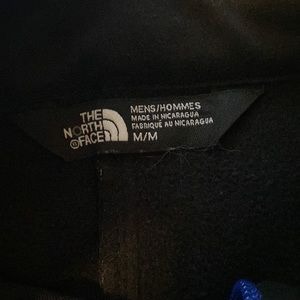 THE
NORTH
FACE
MENS/HOMMES
MADE IN NICARAGUA
FABRIQUÉ AU NICARAGUA
M/M